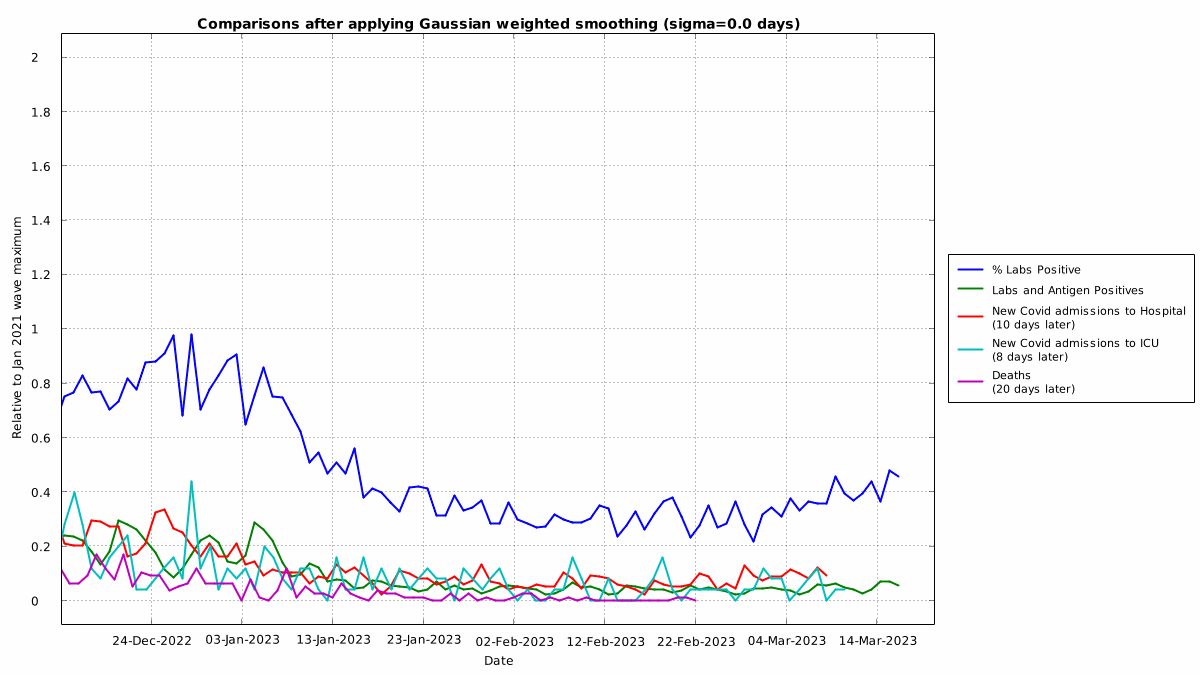 Comparisons after applying Gaussian weighted smoothing (sigma=0.0 days)
Relative to Jan 2021 wave maximum
2
1.8
1.6
1.4
1.2
1
0.8
0.6
0.4
0.2
0
24-Dec-2022 03-Jan-2023 13-Jan-2023 23-Jan-2023 02-Feb-2023 12-Feb-2023 22-Feb-2023 04-Mar-2023 14-Mar-2023
Date
% Labs Positive
Labs and Antigen Positives
New Covid admissions to Hospital
(10 days later)
New Covid admissions to ICU
(8 days later)
Deaths
(20 days later)